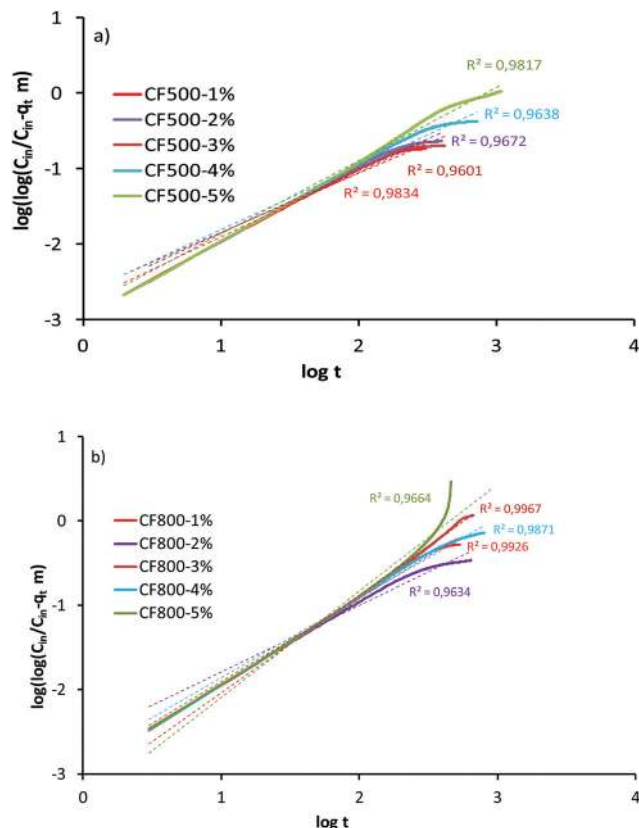 a)
1
0
-1
-2
-3
0
1
2
3
4
log(log(C_in/C_in-q_t m)
log t
CF500-1%
CF500-2%
CF500-3%
CF500-4%
CF500-5%
R² = 0,9817
R² = 0,9638
R² = 0,9672
R² = 0,9601
R² = 0,9834
b)
1
0
-1
-2
-3
0
1
2
3
4
log(log(C_in/C_in-q_t m)
log t
CF800-1%
CF800-2%
CF800-3%
CF800-4%
CF800-5%
R² = 0,9664
R² = 0,9967
R² = 0,9871
R² = 0,9926
R² = 0,9634